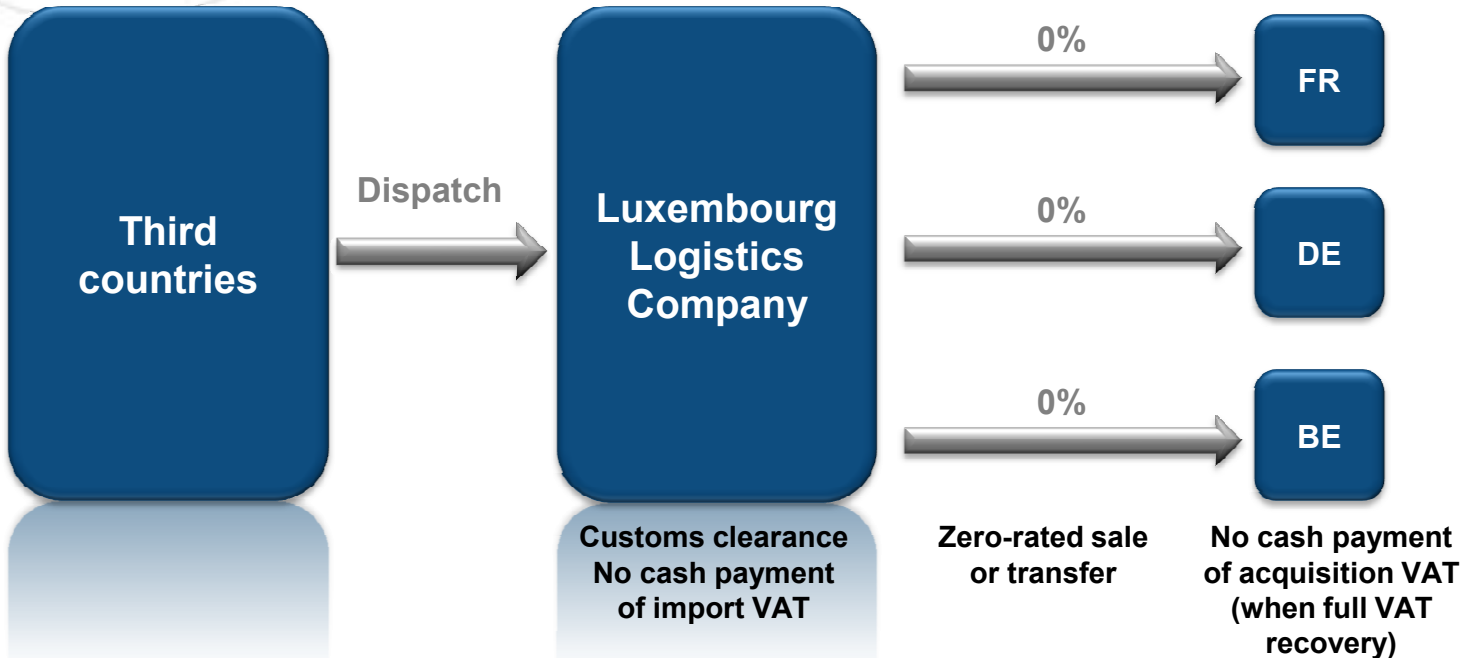 Third
countries
Dispatch
Luxembourg
Logistics
Company
0%
FR
0%
DE
0%
BE
Customs clearance
No cash payment
of import VAT
Zero-rated sale
or transfer
No cash payment
of acquisition VAT
(when full VAT
recovery)